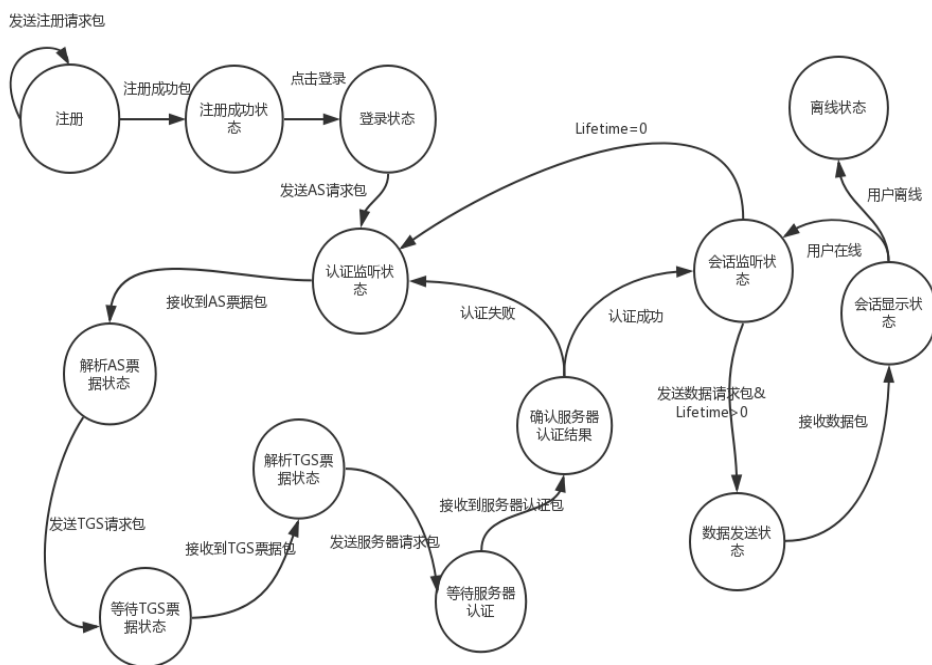 发送注册请求包
注册
注册成功包
注册成功状
态
点击登录
登录状态
离线状态
Lifetime=0
发送AS请求包
用户离线
用户在线
认证监听状
态
会话监听状
态
会话显示状
态
接收到AS票据包
认证失败
认证成功
解析AS票
据状态
发送数据请求包&
Lifetime>0
接收数据包
确认服务器
认证结果
解析TGS票
据状态
接收到服务器认证包
发送TGS请求包
接收到TGS票据包
发送服务器请求包
数据发送状
态
等待TGS票
据状态
等待服务器
认证